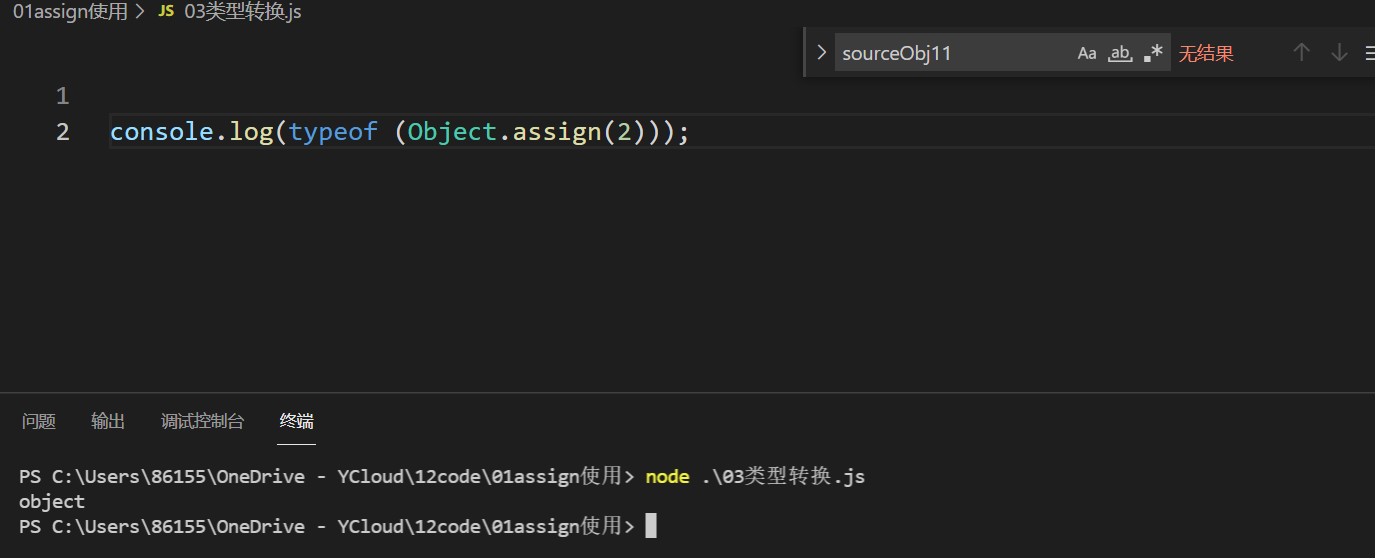 01assign使用 > JS 03类型转换.js
sourceObj11 Aa ab, .* 无结果
1
2 console.log(typeof (Object.assign(2)));
问题 输出 调试控制台 终端
PS C:\Users\86155\OneDrive - YCloud\12code\01assign使用> node .\03类型转换.js
object
PS C:\Users\86155\OneDrive - YCloud\12code\01assign使用>